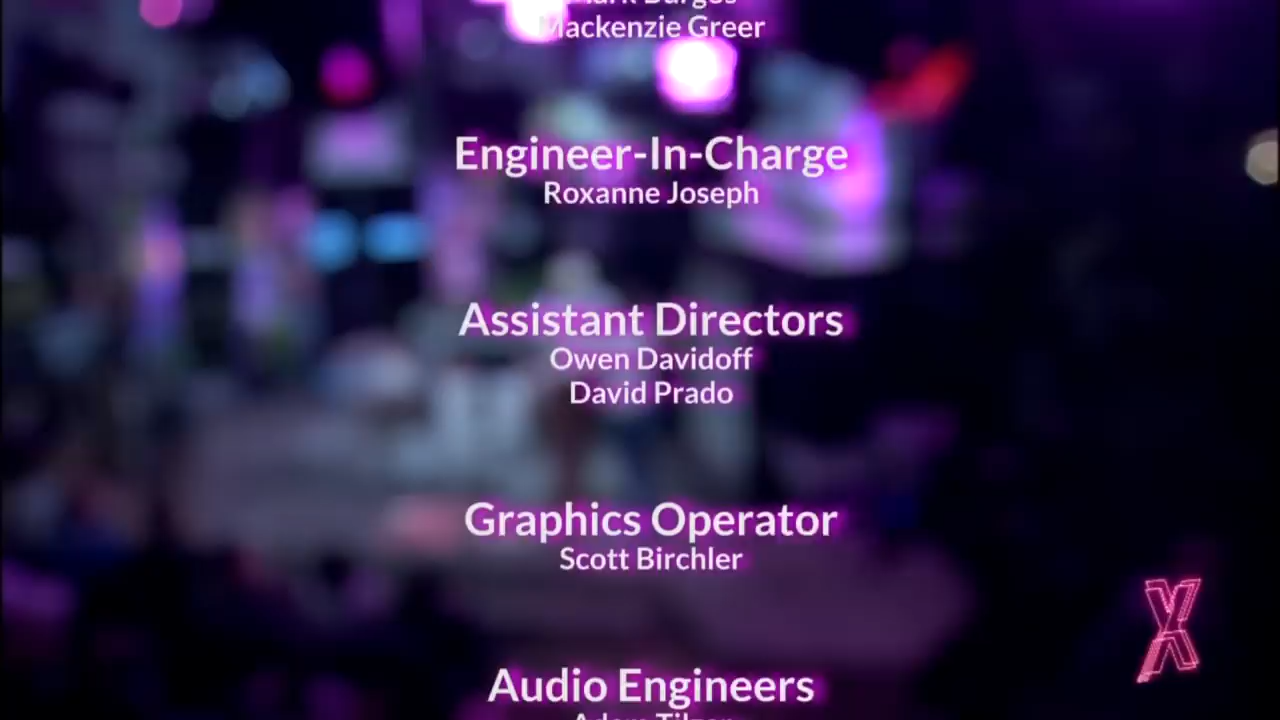 Mackenzie Greer
Engineer-In-Charge
Roxanne Joseph
Assistant Directors
Owen Davidoff
David Prado
Graphics Operator
Scott Birchler
Audio Engineers
X